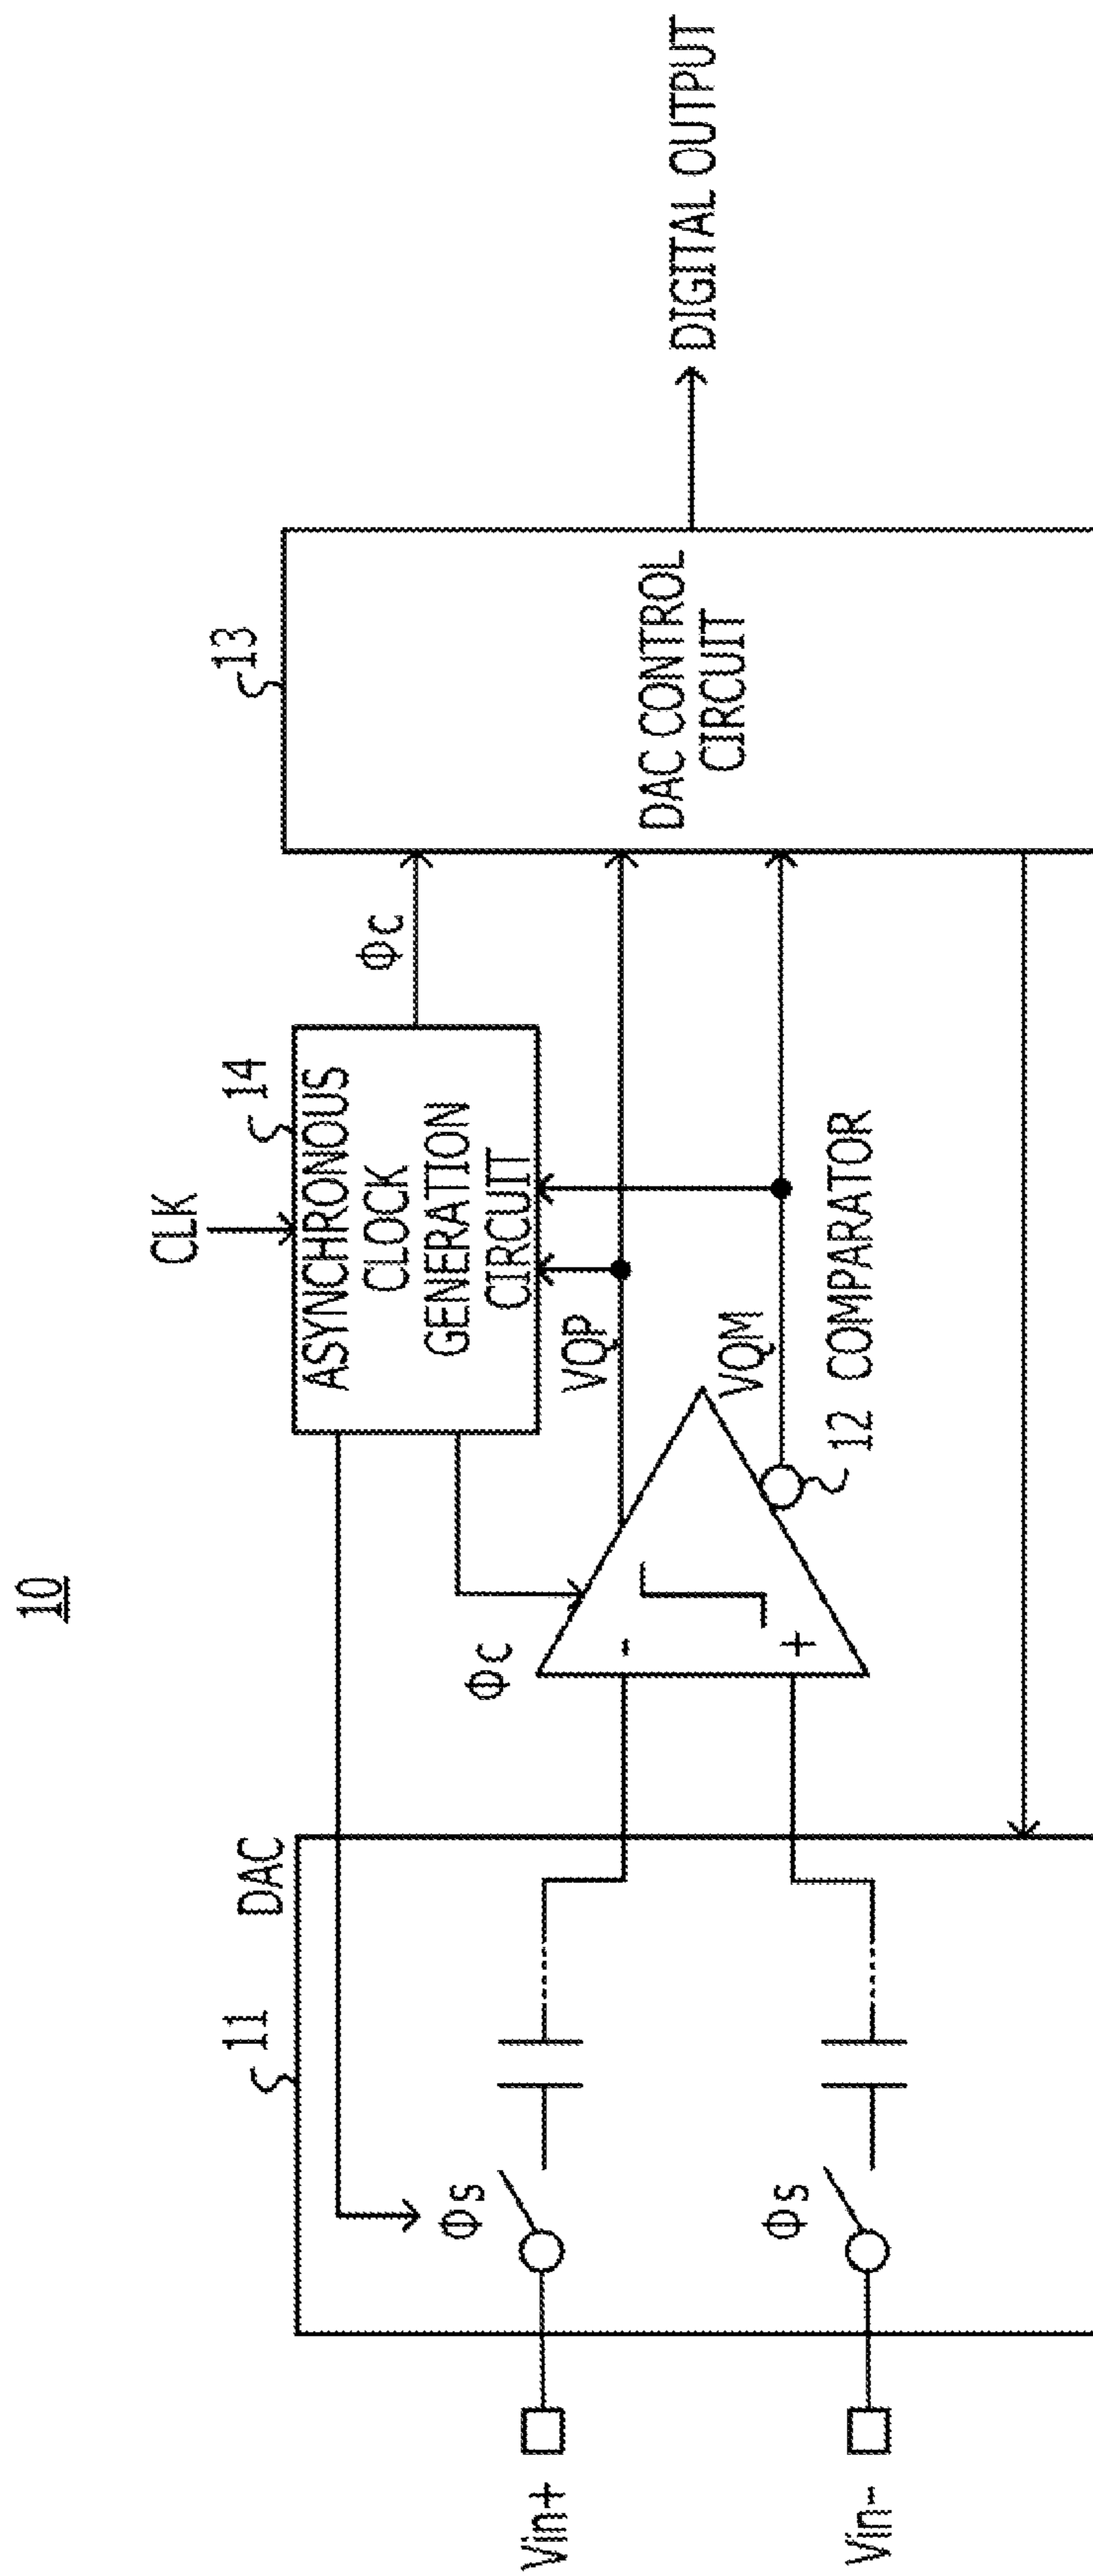 10
CLK
14
ASYNCHRONOUS
CLOCK
GENERATION
CIRCUIT
Φc
13
DAC CONTROL
CIRCUIT
DIGITAL OUTPUT
11
DAC
Φc
VQP
VQM
-
+
12 COMPARATOR
Φs
Φs
Vin+
Vin-